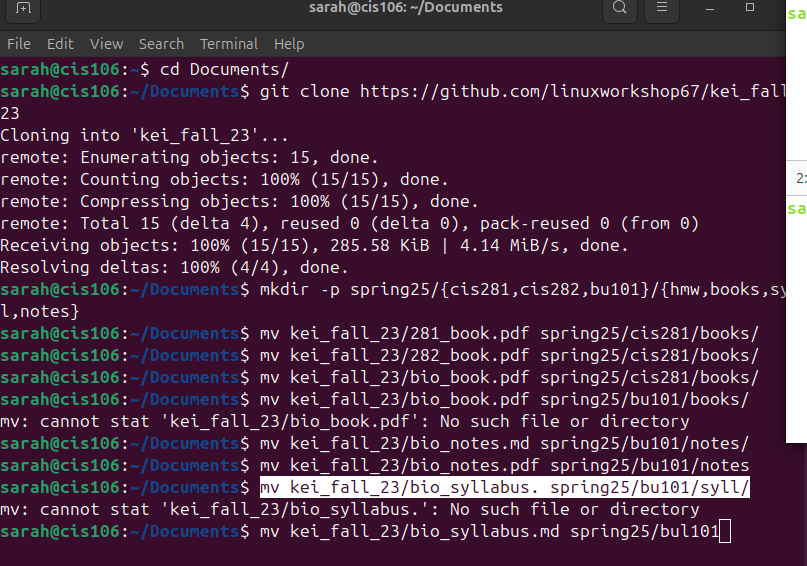 sarah@cis106: ~/Documents
File Edit View Search Terminal Help
sarah@cis106:~$ cd Documents/
sarah@cis106:~/Documents$ git clone https://github.com/linuxworkshop67/kei_fall
23
Cloning into 'kei_fall_23'...
remote: Enumerating objects: 15, done.
remote: Counting objects: 100% (15/15), done.
remote: Compressing objects: 100% (15/15), done.
remote: Total 15 (delta 4), reused 0 (delta 0), pack-reused 0 (from 0)
Receiving objects: 100% (15/15), 285.58 KiB | 4.14 MiB/s, done.
Resolving deltas: 100% (4/4), done.
sarah@cis106:~/Documents$ mkdir -p spring25/{cis281,cis282,bu101}/{hmw,books,sy
l,notes}
sarah@cis106:~/Documents$ mv kei_fall_23/281_book.pdf spring25/cis281/books/
sarah@cis106:~/Documents$ mv kei_fall_23/282_book.pdf spring25/cis281/books/
sarah@cis106:~/Documents$ mv kei_fall_23/bio_book.pdf spring25/cis281/books/
sarah@cis106:~/Documents$ mv kei_fall_23/bio_book.pdf spring25/bu101/books/
mv: cannot stat 'kei_fall_23/bio_book.pdf': No such file or directory
sarah@cis106:~/Documents$ mv kei_fall_23/bio_notes.md spring25/bu101/notes/
sarah@cis106:~/Documents$ mv kei_fall_23/bio_notes.pdf spring25/bu101/notes
sarah@cis106:~/Documents$ mv kei_fall_23/bio_syllabus. spring25/bu101/syll/
mv: cannot stat 'kei_fall_23/bio_syllabus.': No such file or directory
sarah@cis106:~/Documents$ mv kei_fall_23/bio_syllabus.md spring25/bul101
sa
2:
sa